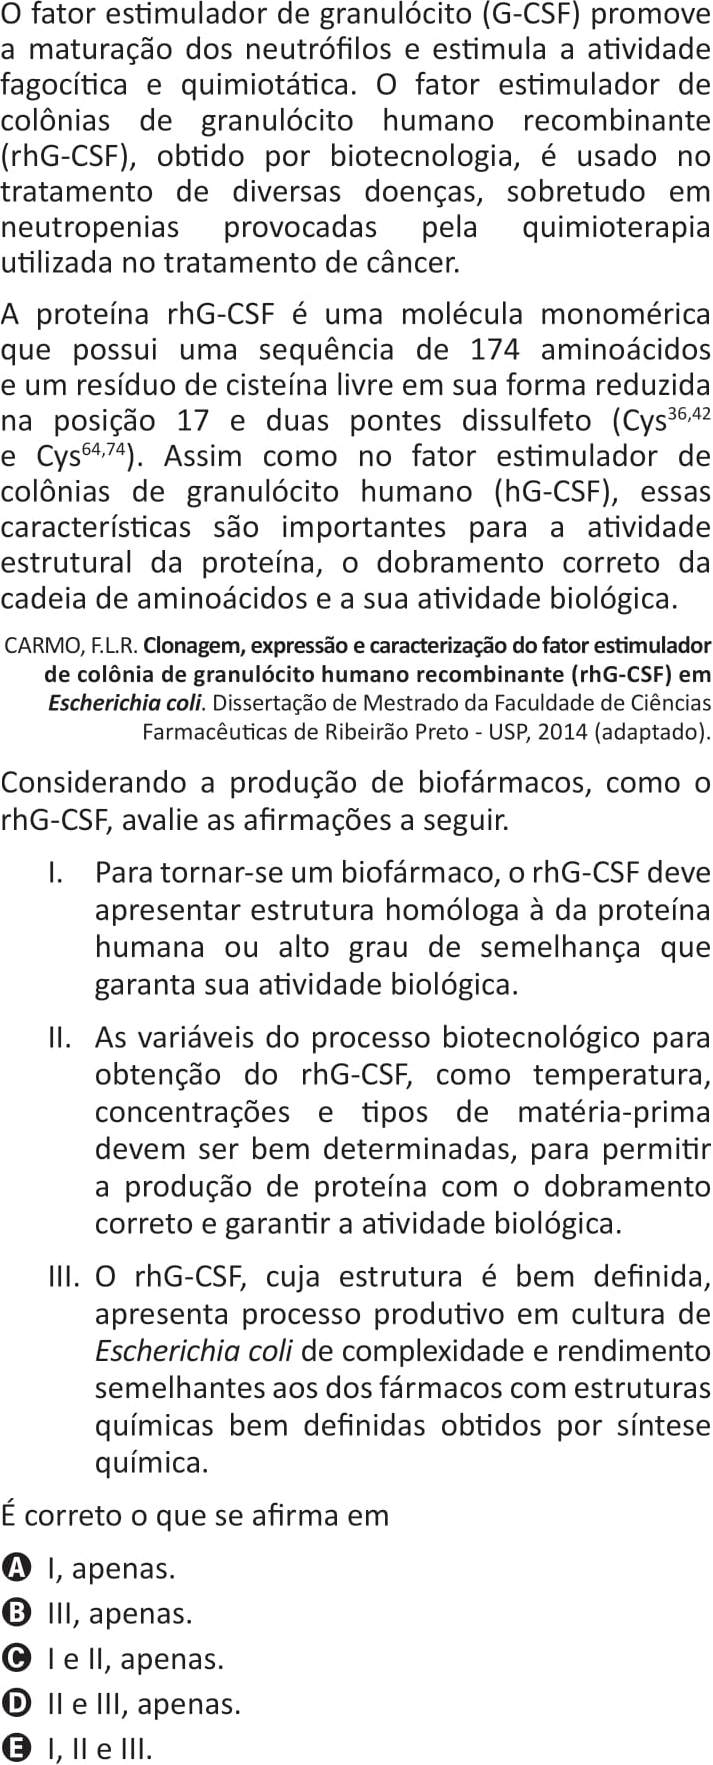 O fator estimulador de granulócito (G-CSF) promove
a maturação dos neutrófilos e estimula a atividade
fagocítica e quimiotática. O fator estimulador de
colônias de granulócito humano recombinante
(rhG-CSF), obtido por biotecnologia, é usado no
tratamento de diversas doenças, sobretudo em
neutropenias provocadas pela quimioterapia
utilizada no tratamento de câncer.
A proteína rhG-CSF é uma molécula monomérica
que possui uma sequência de 174 aminoácidos
e um resíduo de cisteína livre em sua forma reduzida
na posição 17 e duas pontes dissulfeto (Cys³⁶,⁴²
e Cys⁶⁴,⁷⁴). Assim como no fator estimulador de
colônias de granulócito humano (hG-CSF), essas
características são importantes para a atividade
estrutural da proteína, o dobramento correto da
cadeia de aminoácidos e a sua atividade biológica.
CARMO, F.L.R. Clonagem, expressão e caracterização do fator estimulador
de colônia de granulócito humano recombinante (rhG-CSF) em
Escherichia coli. Dissertação de Mestrado da Faculdade de Ciências
Farmacêuticas de Ribeirão Preto - USP, 2014 (adaptado).
Considerando a produção de biofármacos, como o
rhG-CSF, avalie as afirmações a seguir.
I. Para tornar-se um biofármaco, o rhG-CSF deve
apresentar estrutura homóloga à da proteína
humana ou alto grau de semelhança que
garanta sua atividade biológica.
II. As variáveis do processo biotecnológico para
obtenção do rhG-CSF, como temperatura,
concentrações e tipos de matéria-prima
devem ser bem determinadas, para permitir
a produção de proteína com o dobramento
correto e garantir a atividade biológica.
III. O rhG-CSF, cuja estrutura é bem definida,
apresenta processo produtivo em cultura de
Escherichia coli de complexidade e rendimento
semelhantes aos dos fármacos com estruturas
químicas bem definidas obtidos por síntese
química.
É correto o que se afirma em
A I, apenas.
B III, apenas.
C I e II, apenas.
D II e III, apenas.
E I, II e III.